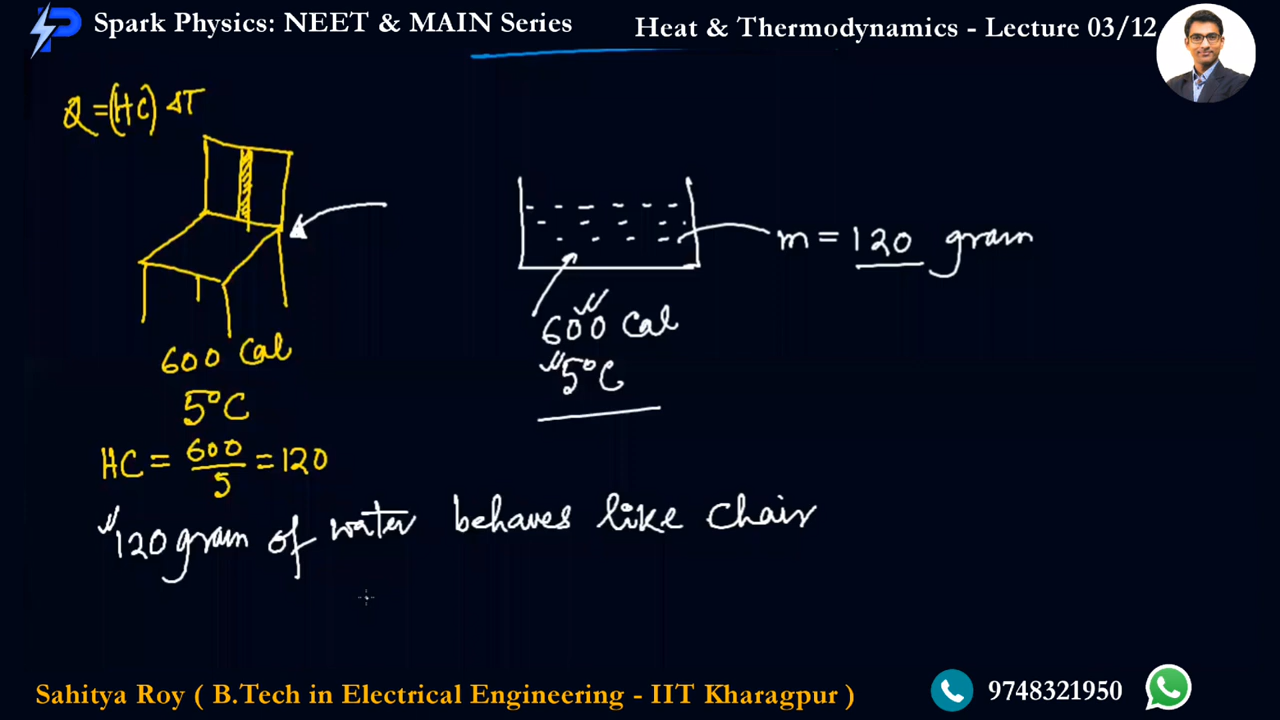 Spark Physics: NEET & MAIN Series
Heat & Thermodynamics - Lecture 03/12
Q = (HC) ΔT
m = 120 gram
600 Cal
5°C
600 Cal
5°C
HC = 600/5 = 120
120 gram of water behaves like chair
Sahitya Roy ( B.Tech in Electrical Engineering - IIT Kharagpur )
9748321950